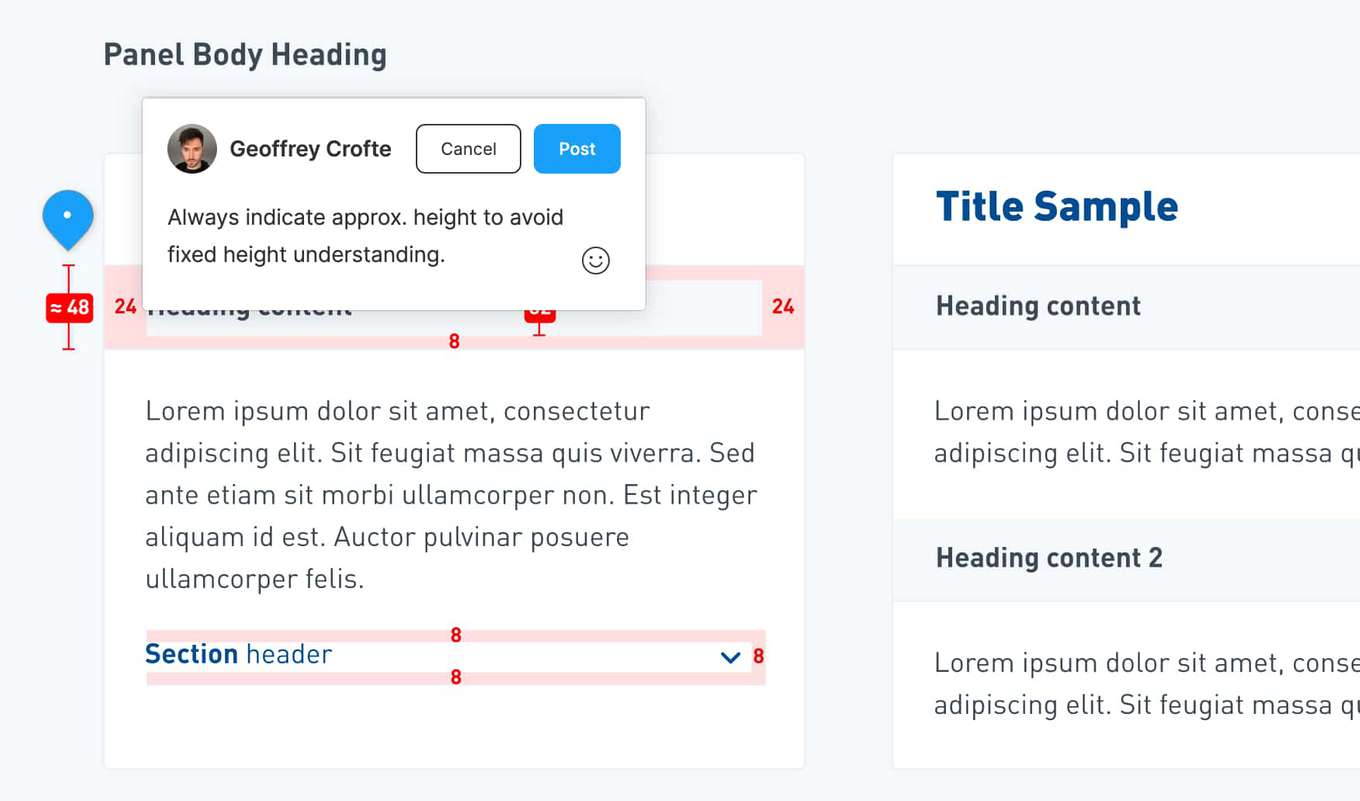 Panel Body Heading
Geoffrey Crofte
Cancel
Post
Always indicate approx. height to avoid
fixed height understanding.
≈ 48
24
Heading content
24
8
Lorem ipsum dolor sit amet, consectetur
adipiscing elit. Sit feugiat massa quis viverra. Sed
ante etiam sit morbi ullamcorper non. Est integer
aliquam id est. Auctor pulvinar posuere
ullamcorper felis.
8
Section header
8
8
Title Sample
Heading content
Lorem ipsum dolor sit amet,
adipiscing elit. Sit feugiat massa
Heading content 2
Lorem ipsum dolor sit amet,
adipiscing elit. Sit feugiat massa